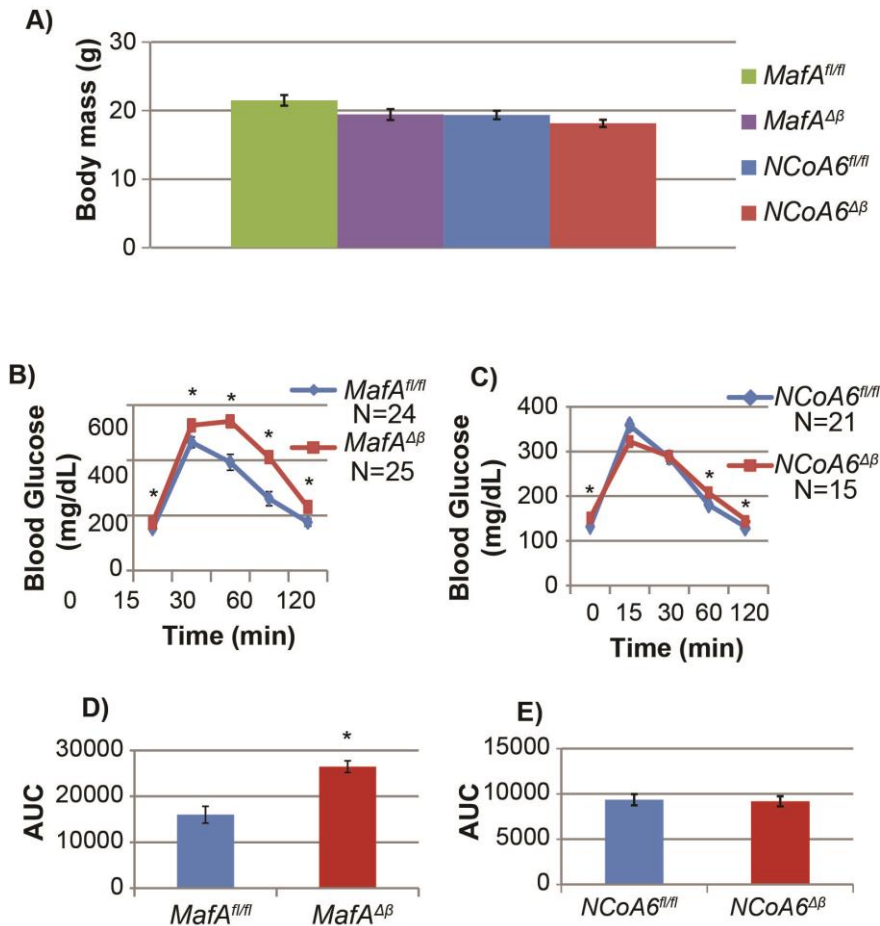 A)
Body mass (g)
30
20
10
0
MafA^fl/fl
MafA^Δβ
NCoA6^fl/fl
NCoA6^Δβ
B)
Blood Glucose
(mg/dL)
600
400
200
0
* * * * *
MafA^fl/fl
N=24
MafA^Δβ
N=25
0 15 30 60 120
Time (min)
C)
Blood Glucose
(mg/dL)
400
300
200
100
0
* * *
NCoA6^fl/fl
N=21
NCoA6^Δβ
N=15
0 15 30 60 120
Time (min)
D)
AUC
30000
20000
10000
0
*
MafA^fl/fl MafA^Δβ
E)
AUC
15000
10000
5000
0
NCoA6^fl/fl NCoA6^Δβ